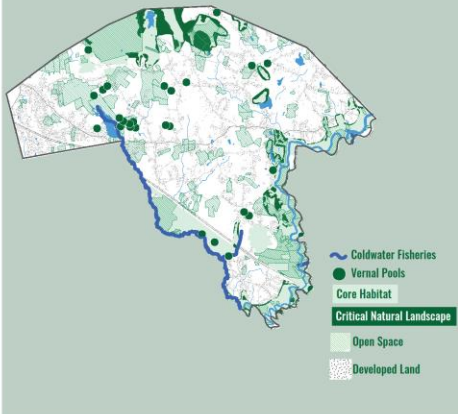 Coldwater Fisheries
Vernal Pools
Core Habitat
Critical Natural Landscape
Open Space
Developed Land